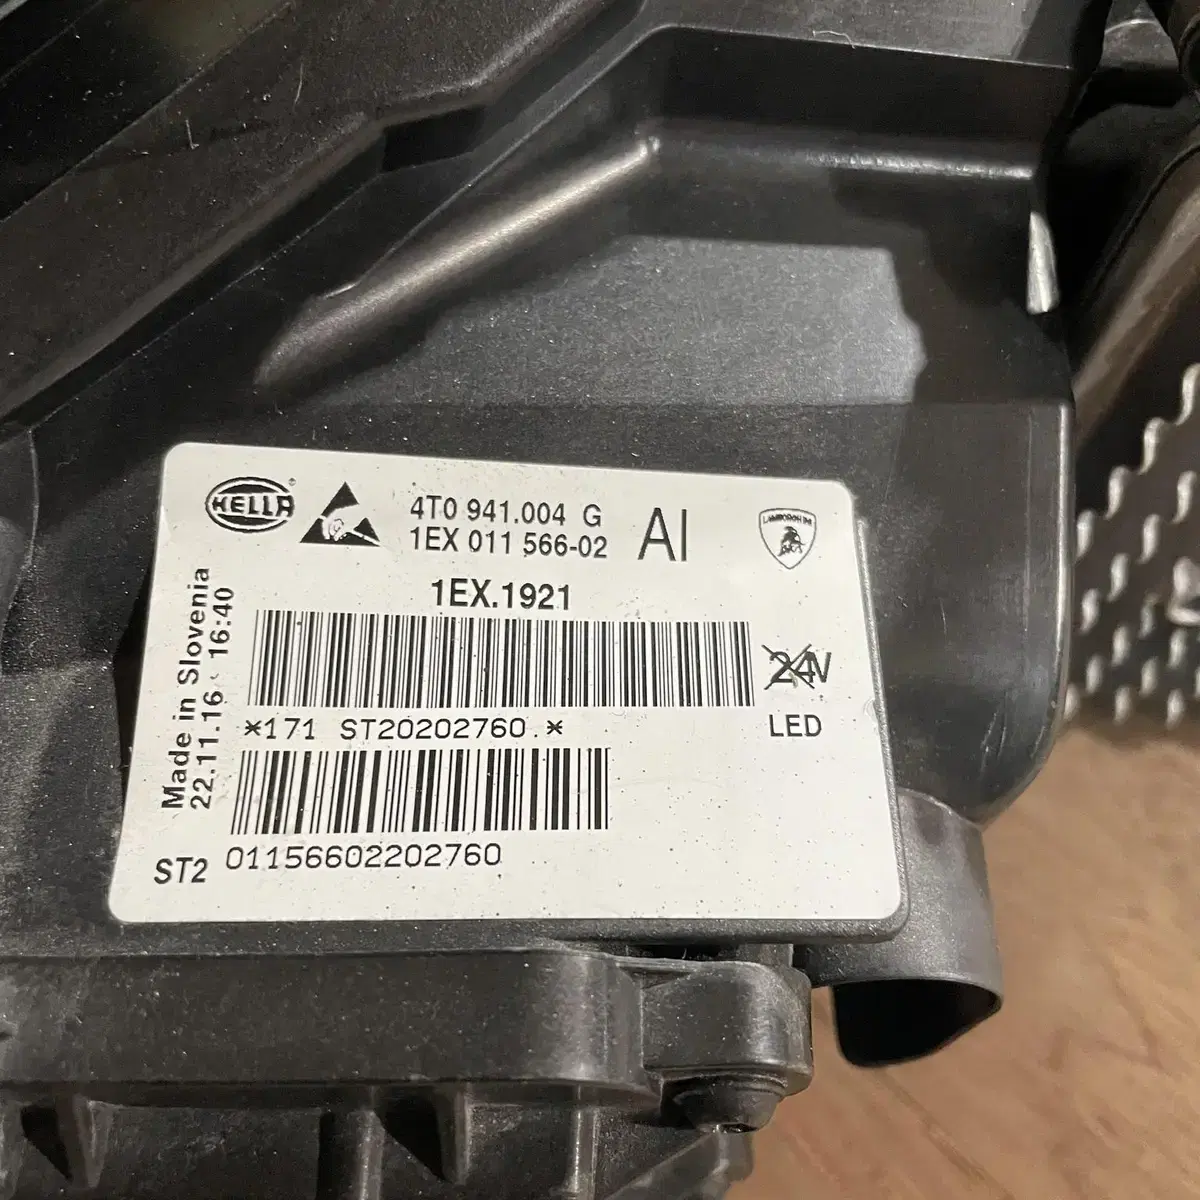 HELLA
4T0 941.004 G
1EX 011 566-02
AI
LAMBORGHINI
1EX.1921
Made in Slovenia
22.11.16 16:40
24V
LED
*171 ST20202760.*
ST2 01156602202760